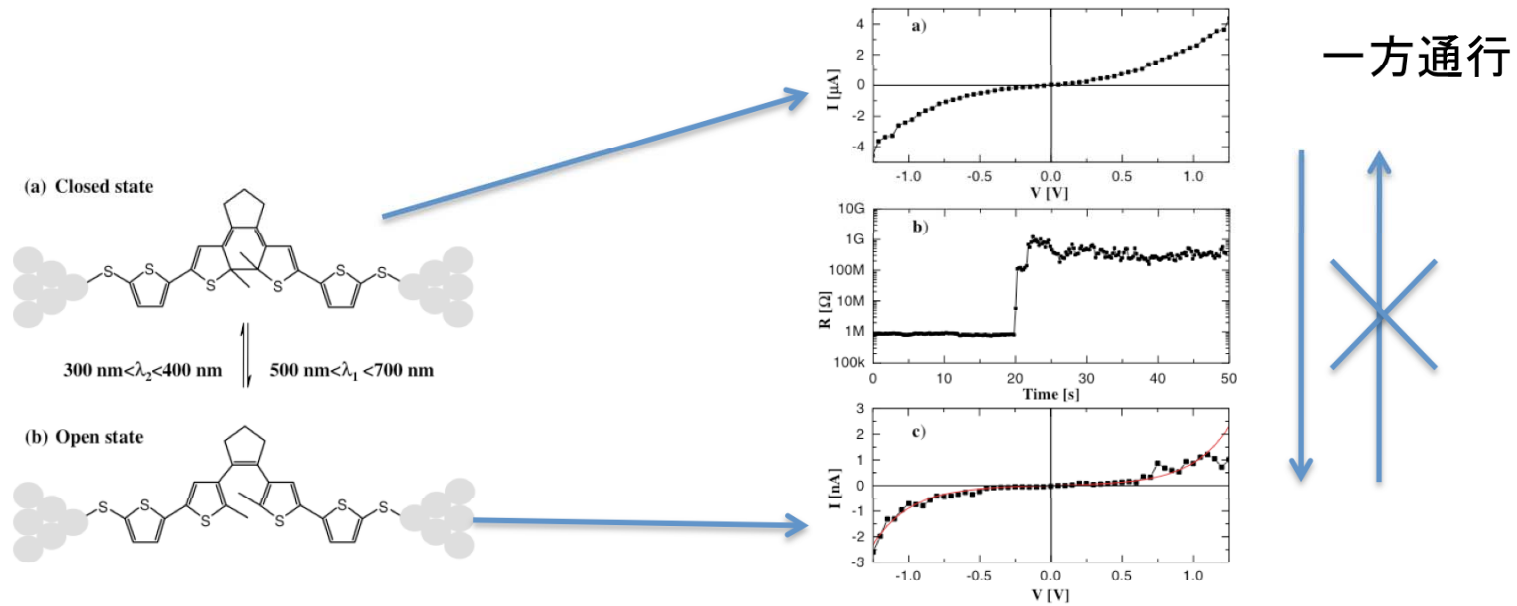 (a) Closed state
S
S
S
S
S
S
300 nm<λ₂<400 nm
500 nm<λ₁ <700 nm
(b) Open state
S
S
S
S
S
S
a)
I [μA]
4
2
0
-2
-4
-1.0
-0.5
0.0
0.5
1.0
V [V]
b)
R [Ω]
10G
1G
100M
10M
1M
100k
0
10
20
30
40
50
Time [s]
c)
I [nA]
3
2
1
0
-1
-2
-3
-1.0
-0.5
0.0
0.5
1.0
V [V]
一方通行